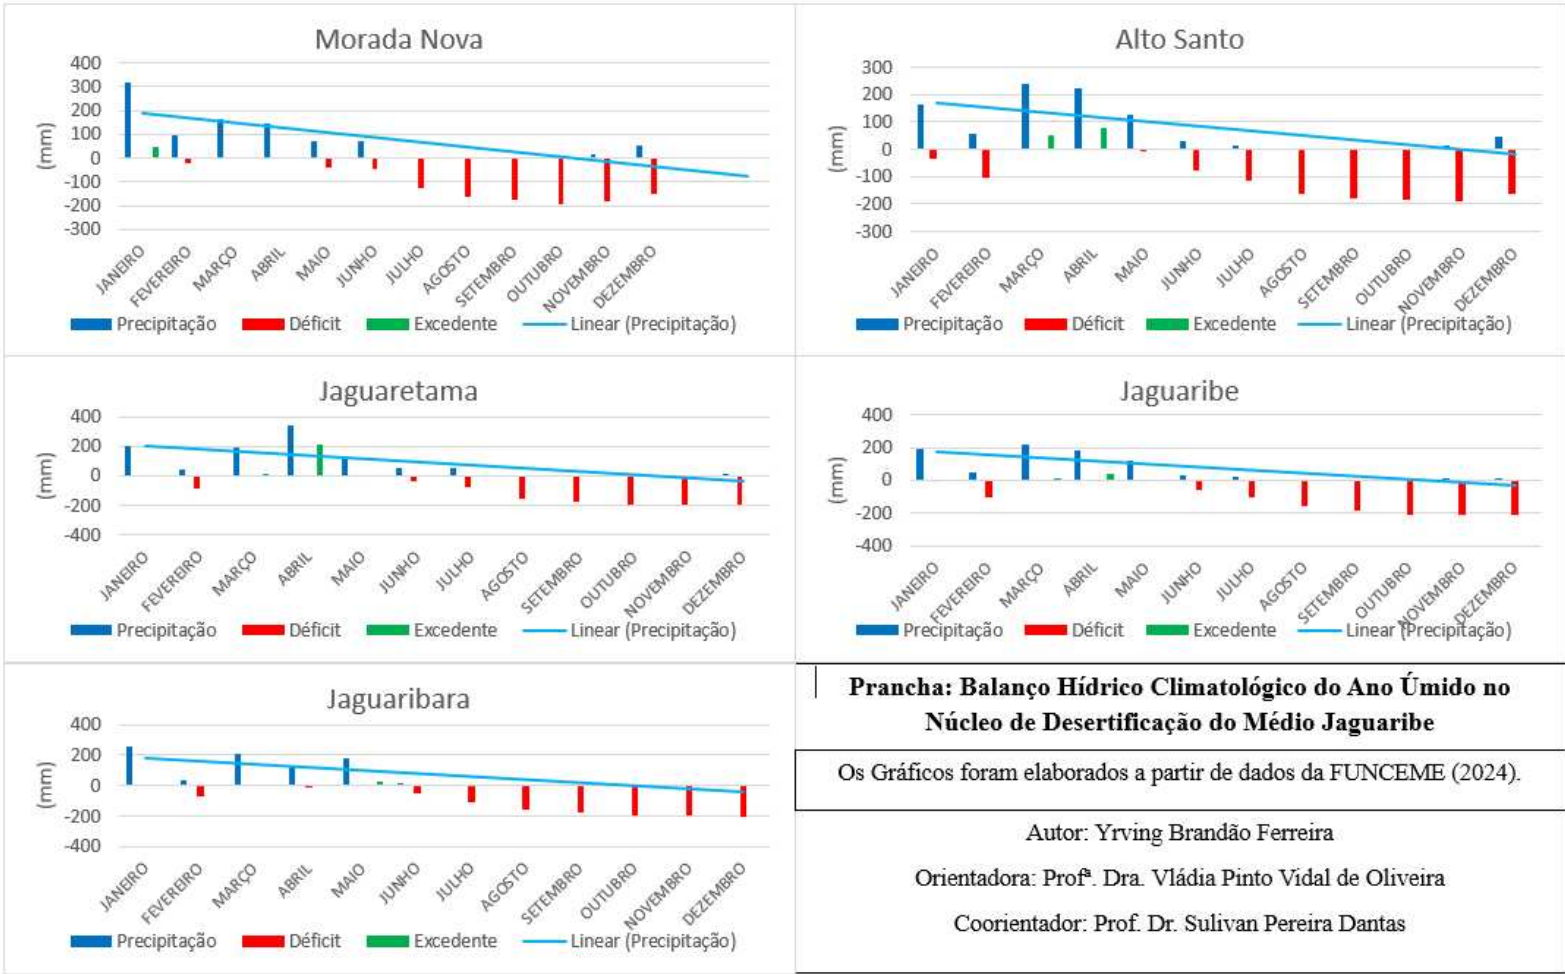 Morada Nova
400
300
200
100
0
-100
-200
-300
(mm)
JANEIRO
FEVEREIRO
MARÇO
ABRIL
MAIO
JUNHO
JULHO
AGOSTO
SETEMBRO
OUTUBRO
NOVEMBRO
DEZEMBRO
Precipitação Déficit Excedente Linear (Precipitação)
Alto Santo
300
200
100
0
-100
-200
-300
(mm)
JANEIRO
FEVEREIRO
MARÇO
ABRIL
MAIO
JUNHO
JULHO
AGOSTO
SETEMBRO
OUTUBRO
NOVEMBRO
DEZEMBRO
Precipitação Déficit Excedente Linear (Precipitação)
Jaguaretama
400
200
0
-200
-400
(mm)
JANEIRO
FEVEREIRO
MARÇO
ABRIL
MAIO
JUNHO
JULHO
AGOSTO
SETEMBRO
OUTUBRO
NOVEMBRO
DEZEMBRO
Precipitação Déficit Excedente Linear (Precipitação)
Jaguaribe
400
200
0
-200
-400
(mm)
JANEIRO
FEVEREIRO
MARÇO
ABRIL
MAIO
JUNHO
JULHO
AGOSTO
SETEMBRO
OUTUBRO
NOVEMBRO
DEZEMBRO
Precipitação Déficit Excedente Linear (Precipitação)
Jaguaribara
400
200
0
-200
-400
(mm)
JANEIRO
FEVEREIRO
MARÇO
ABRIL
MAIO
JUNHO
JULHO
AGOSTO
SETEMBRO
OUTUBRO
NOVEMBRO
DEZEMBRO
Precipitação Déficit Excedente Linear (Precipitação)
Prancha: Balanço Hídrico Climatológico do Ano Úmido no
Núcleo de Desertificação do Médio Jaguaribe
Os Gráficos foram elaborados a partir de dados da FUNCEME (2024).
Autor: Yrving Brandão Ferreira
Orientadora: Profª. Dra. Vládia Pinto Vidal de Oliveira
Coorientador: Prof. Dr. Sulivan Pereira Dantas